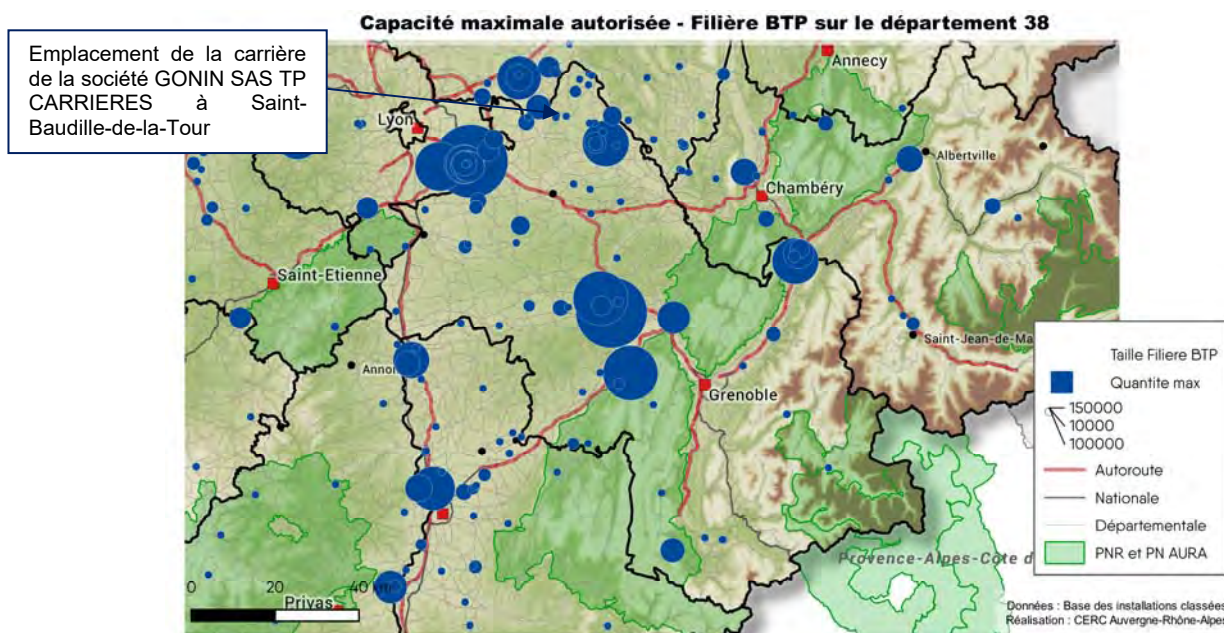 Capacité maximale autorisée - Filière BTP sur le département 38
Emplacement de la carrière
de la société GONIN SAS TP
CARRIERES à Saint-
Baudille-de-la-Tour
Annecy
Lyon
Albertville
Chambéry
Saint-Etienne
Saint-Jean-de-Ma
Annon
Grenoble
Taille Filiere BTP
Quantite max
150000
10000
100000
Autoroute
Nationale
Départementale
PNR et PN AURA
Provence-Alpes-Côte d
0 20 40 km
Privas
Données : Base des installations classées
Réalisation : CERC Auvergne-Rhône-Alpes